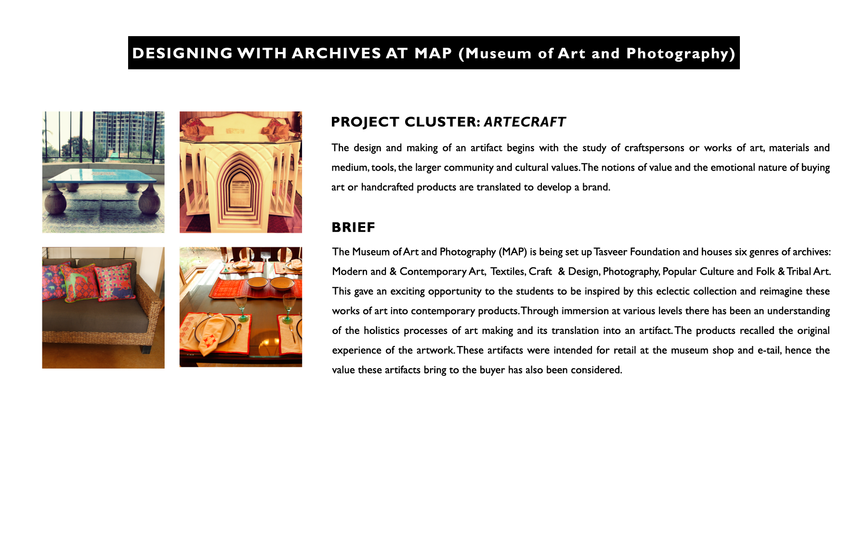 DESIGNING WITH ARCHIVES AT MAP (Museum of Art and Photography)
PROJECT CLUSTER: ARTECRAFT
The design and making of an artifact begins with the study of craftspersons or works of art, materials and
medium, tools, the larger community and cultural values.The notions of value and the emotional nature of buying
art or handcrafted products are translated to develop a brand.
BRIEF
The Museum of Art and Photography (MAP) is being set up Tasveer Foundation and houses six genres of archives:
Modern and & Contemporary Art, Textiles, Craft & Design, Photography, Popular Culture and Folk & Tribal Art.
This gave an exciting opportunity to the students to be inspired by this eclectic collection and reimagine these
works of art into contemporary products.Through immersion at various levels there has been an understanding
of the holistics processes of art making and its translation into an artifact.The products recalled the original
experience of the artwork.These artifacts were intended for retail at the museum shop and e-tail, hence the
value these artifacts bring to the buyer has also been considered.